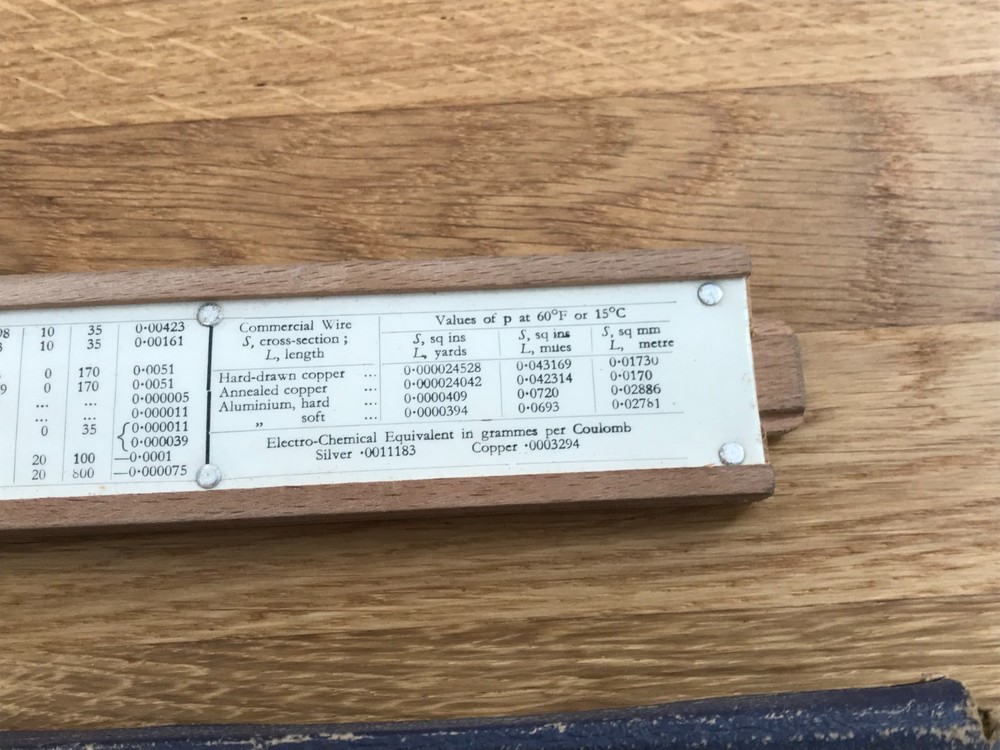 10 35 0·00423
10 35 0·00161
0 170 0·0051
0 170 0·0051
... ... 0·000005
... ... 0·000011
0 35 0·000011
0·000039
20 100 —0·0001
20 800 —0·000075
Commercial Wire
S, cross-section ;
L, length
Values of p at 60°F or 15°C
S, sq ins S, sq ins S, sq mm
L, yards L, miles L, metre
Hard-drawn copper ... 0·000024528 0·043169 0·01730
Annealed copper ... 0·000024042 0·042314 0·0170
Aluminium, hard ... 0·0000409 0·0720 0·02886
„ soft ... 0·0000394 0·0693 0·02781
Electro-Chemical Equivalent in grammes per Coulomb
Silver ·0011183 Copper ·0003294